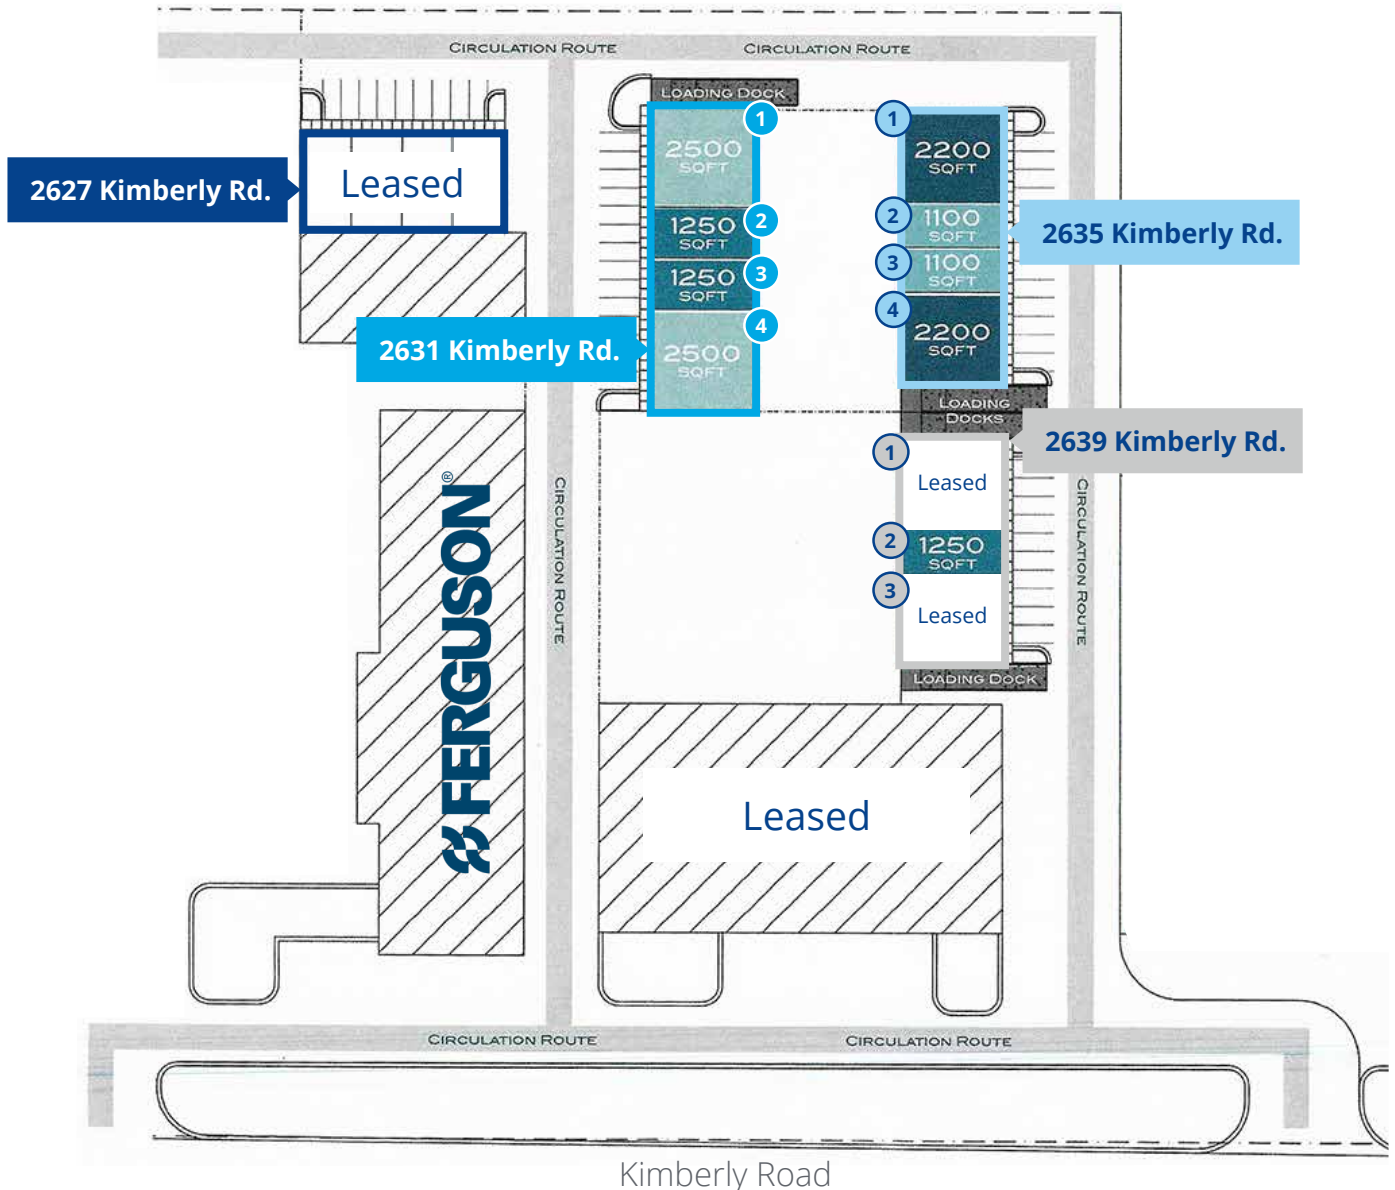 CIRCULATION ROUTE
CIRCULATION ROUTE
LOADING DOCK
2627 Kimberly Rd.
Leased
1
2500
SQFT
2
1250
SQFT
3
1250
SQFT
4
2500
SQFT
2631 Kimberly Rd.
1
2200
SQFT
2
1100
SQFT
3
1100
SQFT
4
2200
SQFT
2635 Kimberly Rd.
LOADING
DOCKS
2639 Kimberly Rd.
1
Leased
2
1250
SQFT
3
Leased
LOADING DOCK
FERGUSON®
CIRCULATION ROUTE
CIRCULATION ROUTE
Leased
CIRCULATION ROUTE
CIRCULATION ROUTE
Kimberly Road